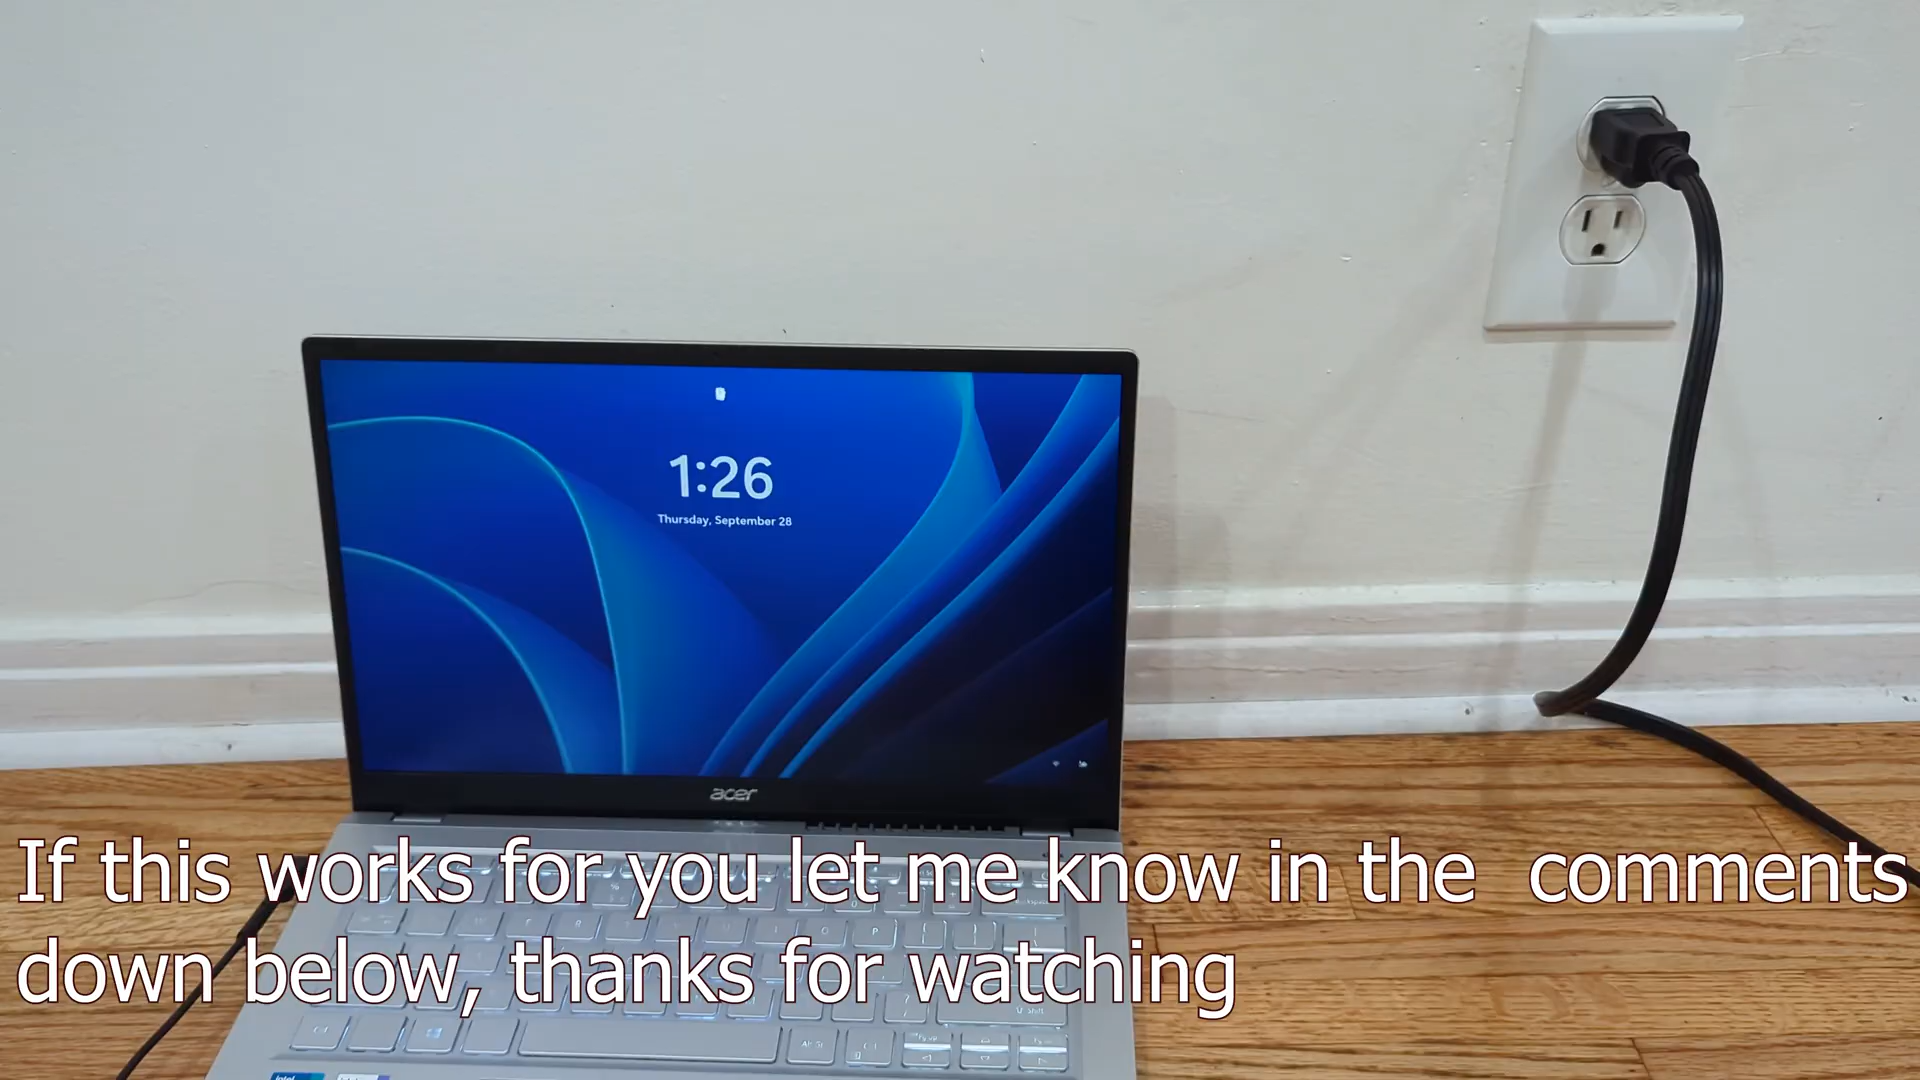 1:26
Thursday, September 28
acer
If this works for you let me know in the  comments
down below, thanks for watching
intel